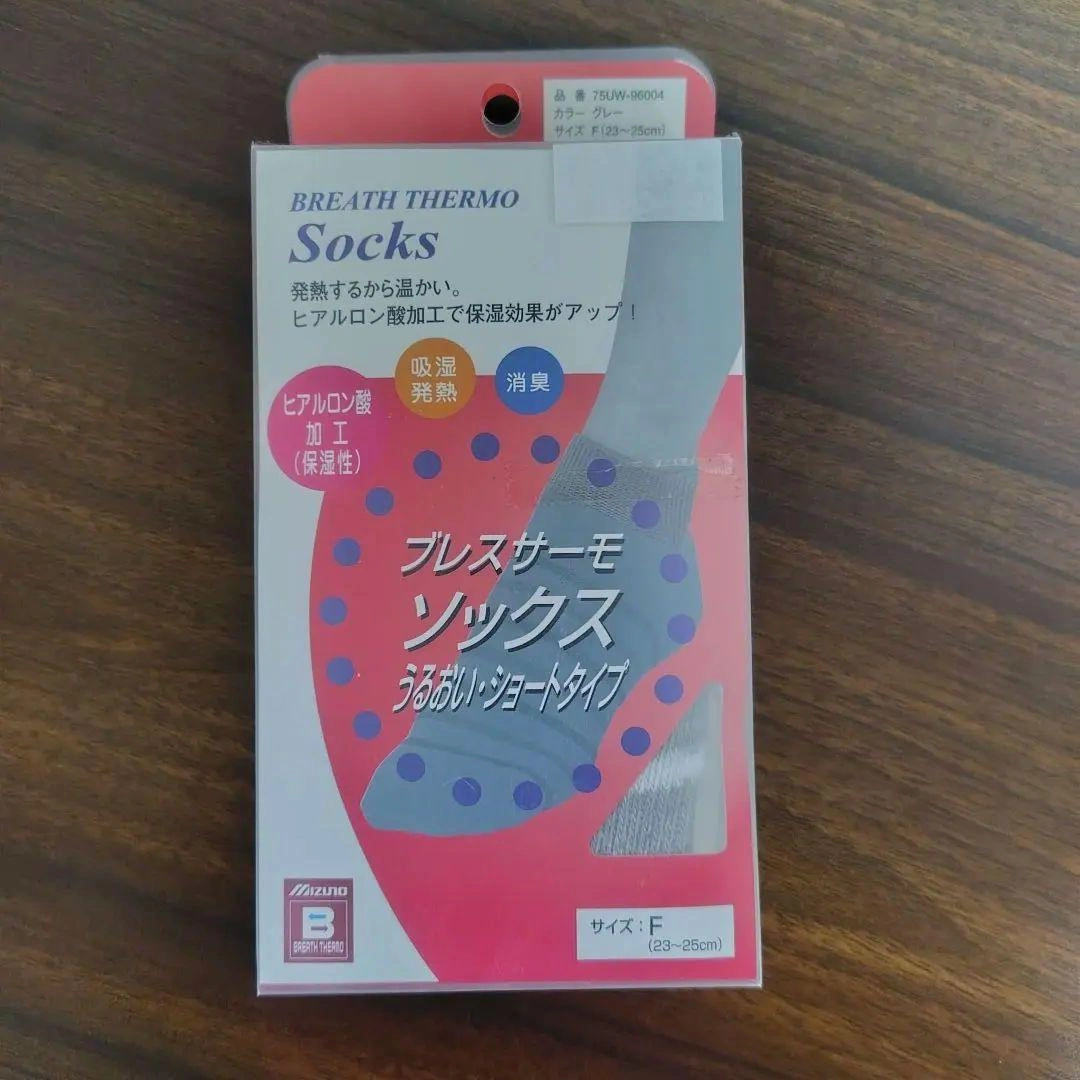 品 番 75UW-96004
カラー グレー
サイズ F(23～25cm)
BREATH THERMO
Socks
発熱するから温かい。
ヒアルロン酸加工で保湿効果がアップ!
吸湿
発熱
消臭
ヒアルロン酸
加工
(保湿性)
ブレスサーモ
ソックス
うるおい・ショートタイプ
MIZUNO
B
BREATH THERMO
サイズ:F
(23～25cm)